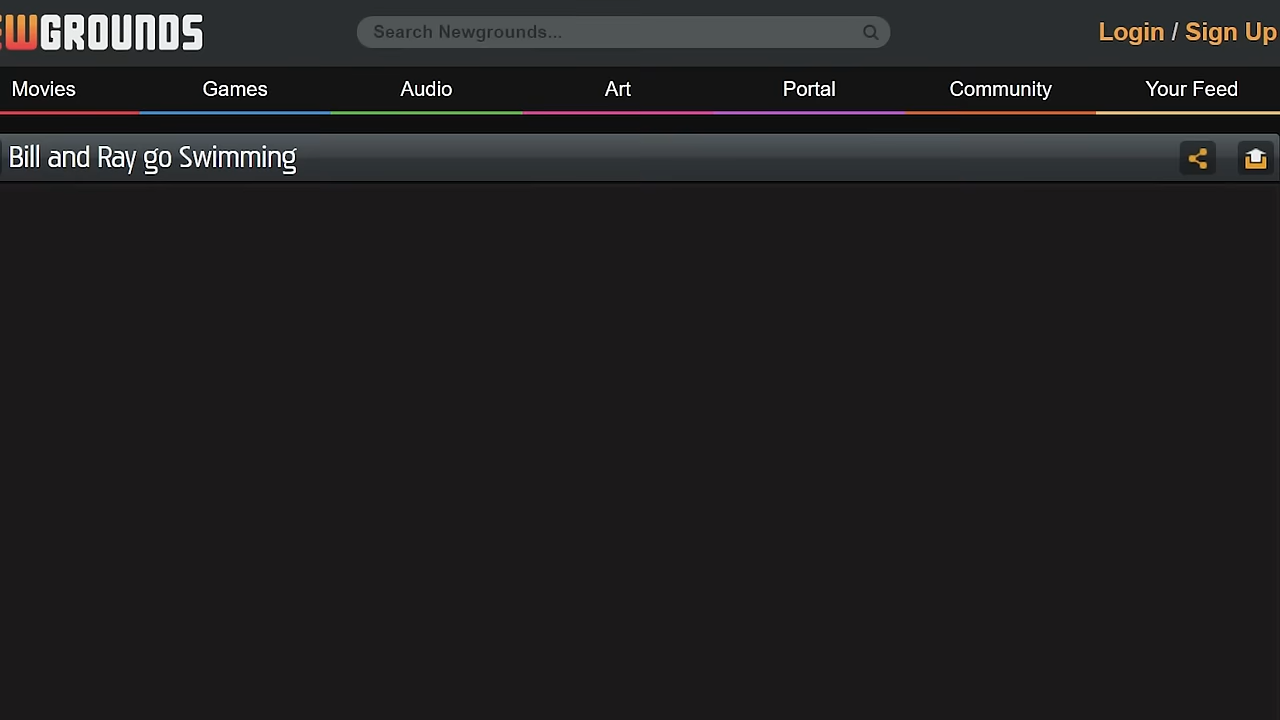 EWGROUNDS
Search Newgrounds...
Login / Sign Up
Movies Games Audio Art Portal Community Your Feed
Bill and Ray go Swimming